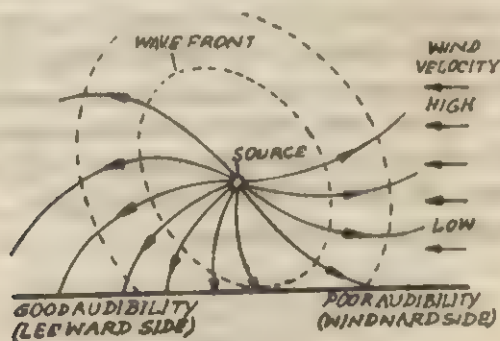 WAVE FRONT
WIND
VELOCITY
HIGH
SOURCE
LOW
GOOD AUDIBILITY
(LEEWARD SIDE)
POOR AUDIBILITY
(WINDWARD SIDE)